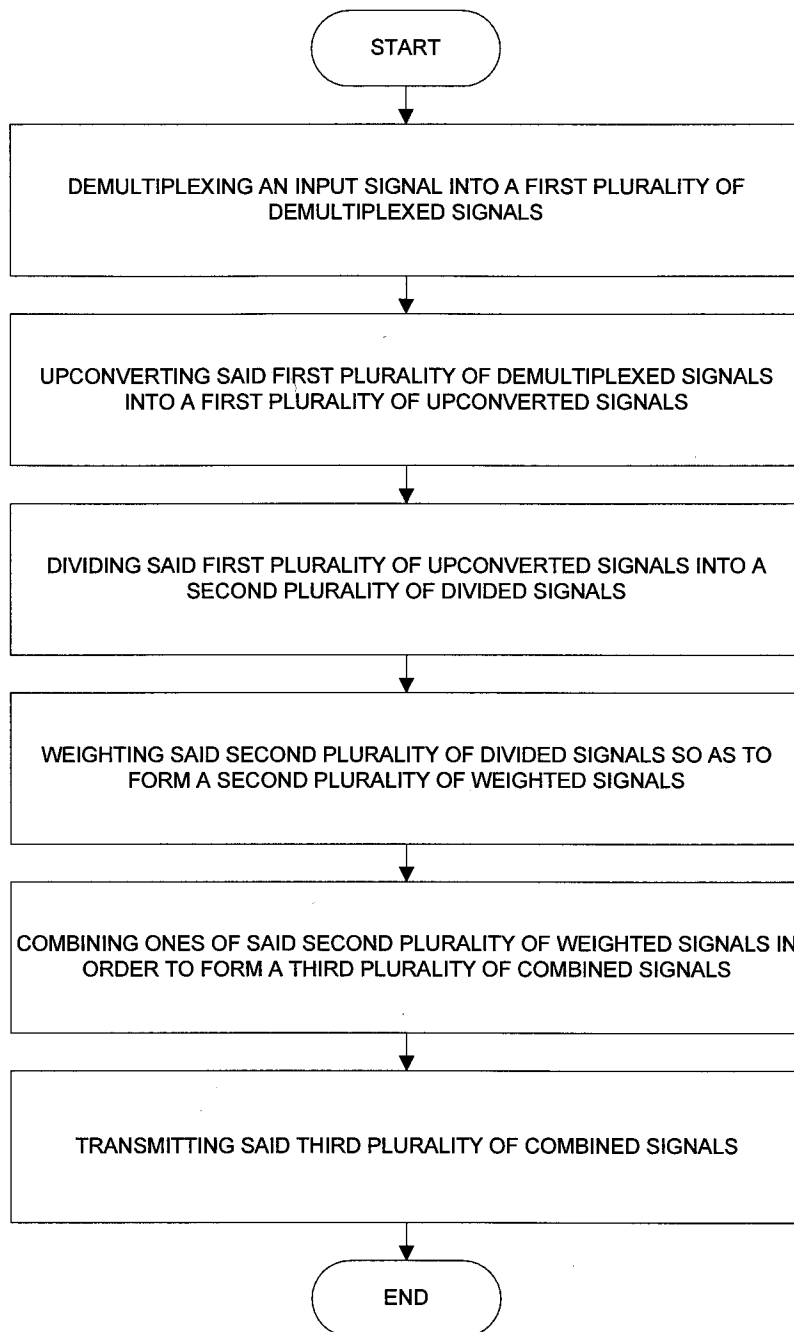 START
DEMULTIPLEXING AN INPUT SIGNAL INTO A FIRST PLURALITY OF
DEMULTIPLEXED SIGNALS
UPCONVERTING SAID FIRST PLURALITY OF DEMULTIPLEXED SIGNALS
INTO A FIRST PLURALITY OF UPCONVERTED SIGNALS
DIVIDING SAID FIRST PLURALITY OF UPCONVERTED SIGNALS INTO A
SECOND PLURALITY OF DIVIDED SIGNALS
WEIGHTING SAID SECOND PLURALITY OF DIVIDED SIGNALS SO AS TO
FORM A SECOND PLURALITY OF WEIGHTED SIGNALS
COMBINING ONES OF SAID SECOND PLURALITY OF WEIGHTED SIGNALS IN
ORDER TO FORM A THIRD PLURALITY OF COMBINED SIGNALS
TRANSMITTING SAID THIRD PLURALITY OF COMBINED SIGNALS
END